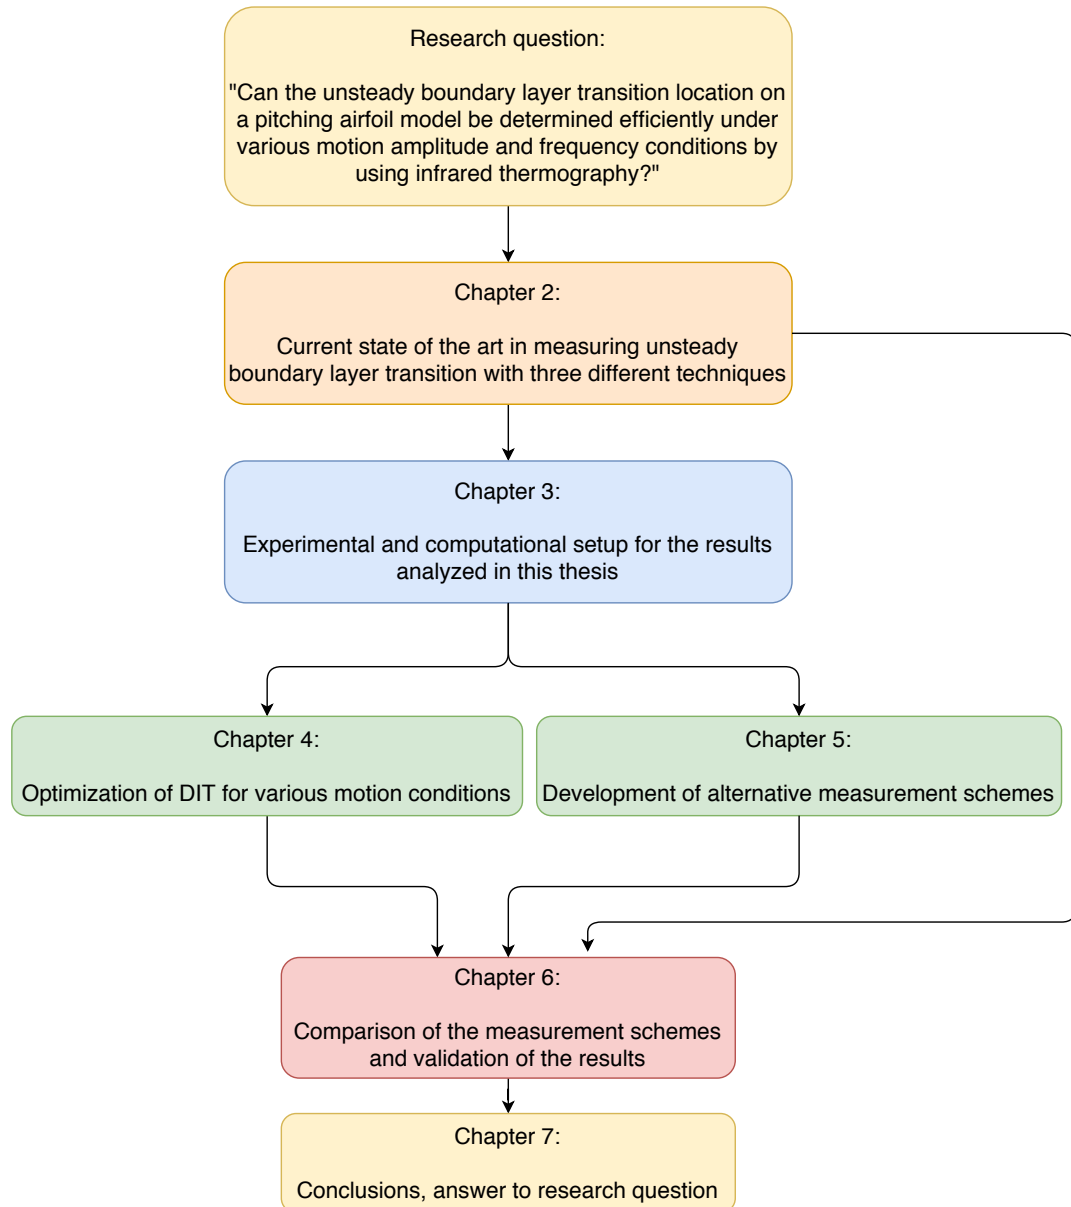 Research question:
"Can the unsteady boundary layer transition location on
a pitching airfoil model be determined efficiently under
various motion amplitude and frequency conditions by
using infrared thermography?"
Chapter 2:
Current state of the art in measuring unsteady
boundary layer transition with three different techniques
Chapter 3:
Experimental and computational setup for the results
analyzed in this thesis
Chapter 4:
Optimization of DIT for various motion conditions
Chapter 5:
Development of alternative measurement schemes
Chapter 6:
Comparison of the measurement schemes
and validation of the results
Chapter 7:
Conclusions, answer to research question